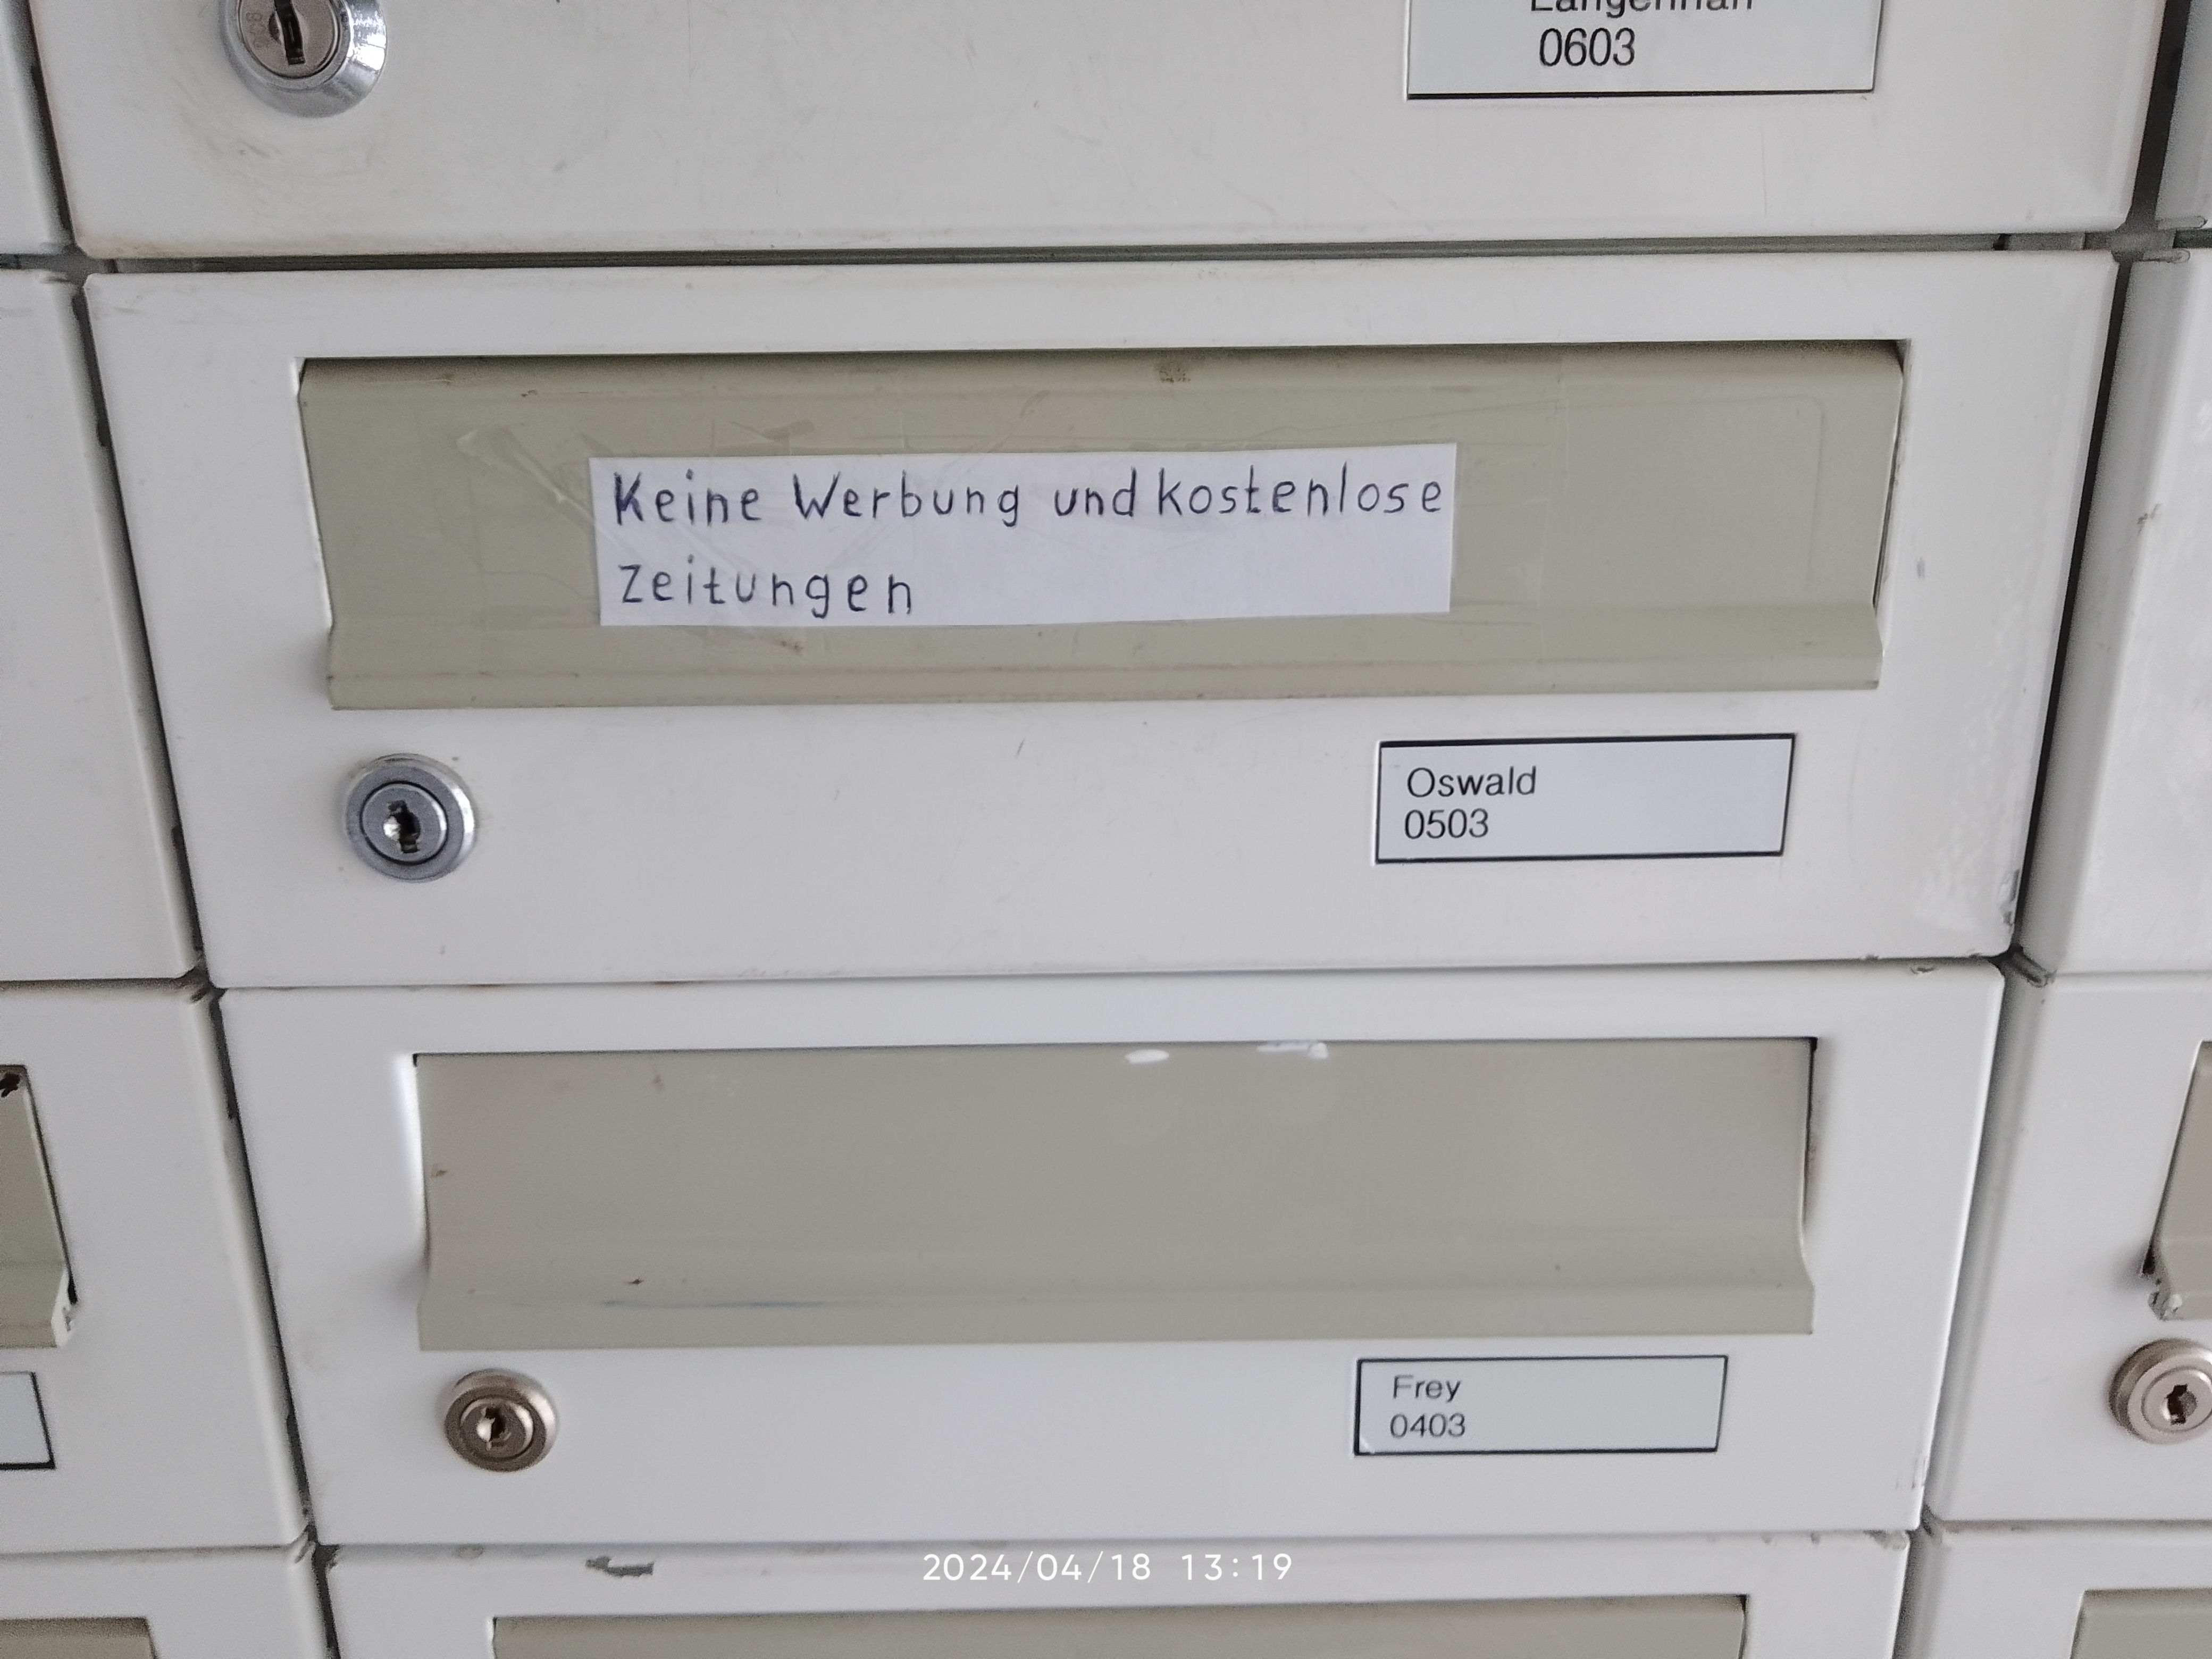 0603
Keine Werbung und kostenlose
Zeitungen
Oswald
0503
Frey
0403
2024/04/18 13:19